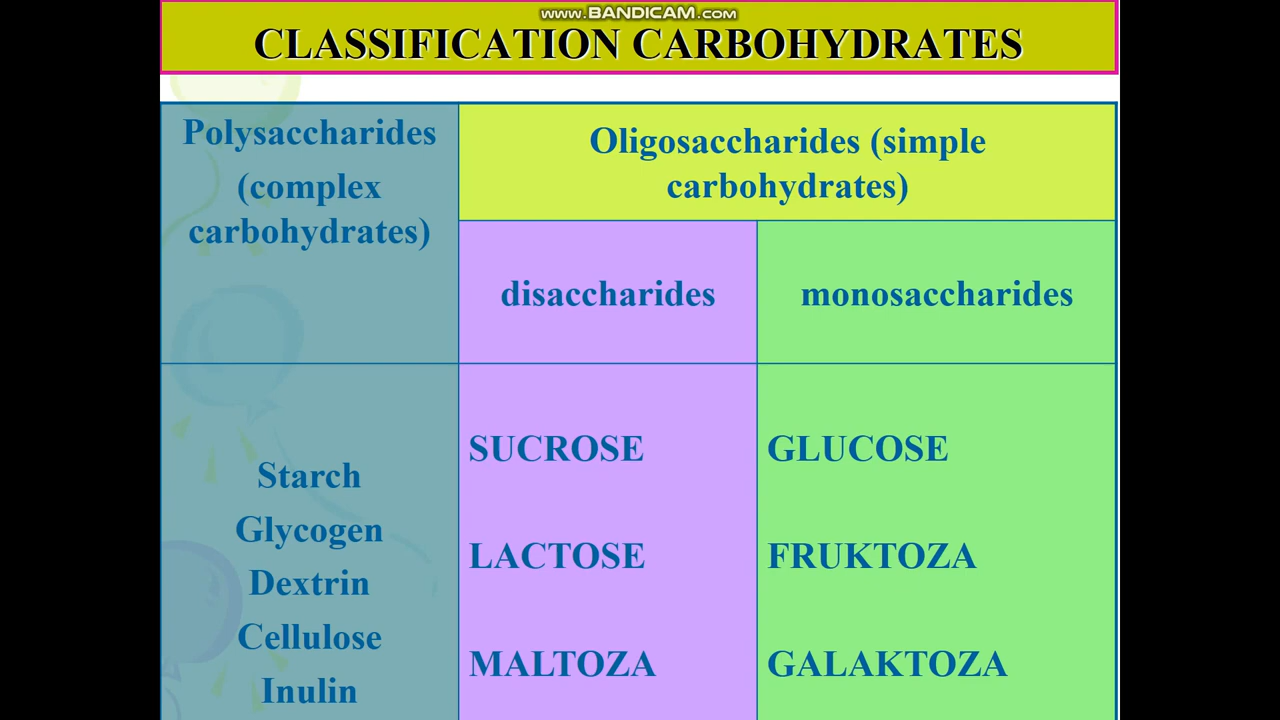 www.BANDICAM.com
CLASSIFICATION CARBOHYDRATES
Polysaccharides
(complex
carbohydrates)
Oligosaccharides (simple
carbohydrates)
disaccharides
monosaccharides
Starch
Glycogen
Dextrin
Cellulose
Inulin
SUCROSE
LACTOSE
MALTOZA
GLUCOSE
FRUKTOZA
GALAKTOZA